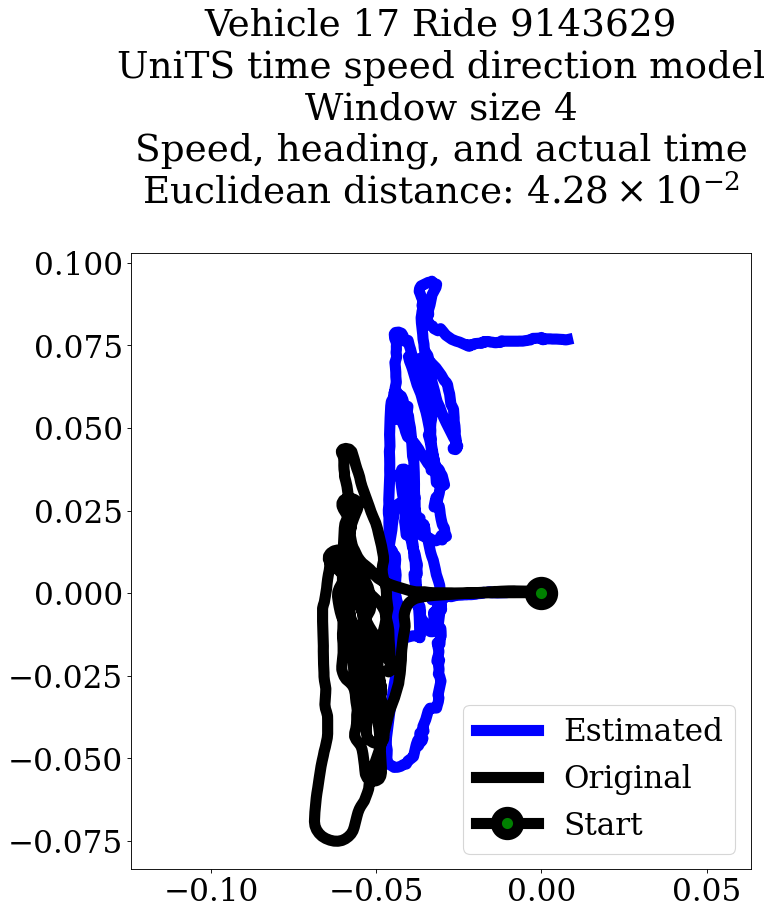 Vehicle 17 Ride 9143629
UniTS time speed direction model
Window size 4
Speed, heading, and actual time
Euclidean distance: 4.28 × 10⁻²
0.100
0.075
0.050
0.025
0.000
−0.025
−0.050
−0.075
Estimated
Original
Start
−0.10
−0.05
0.00
0.05